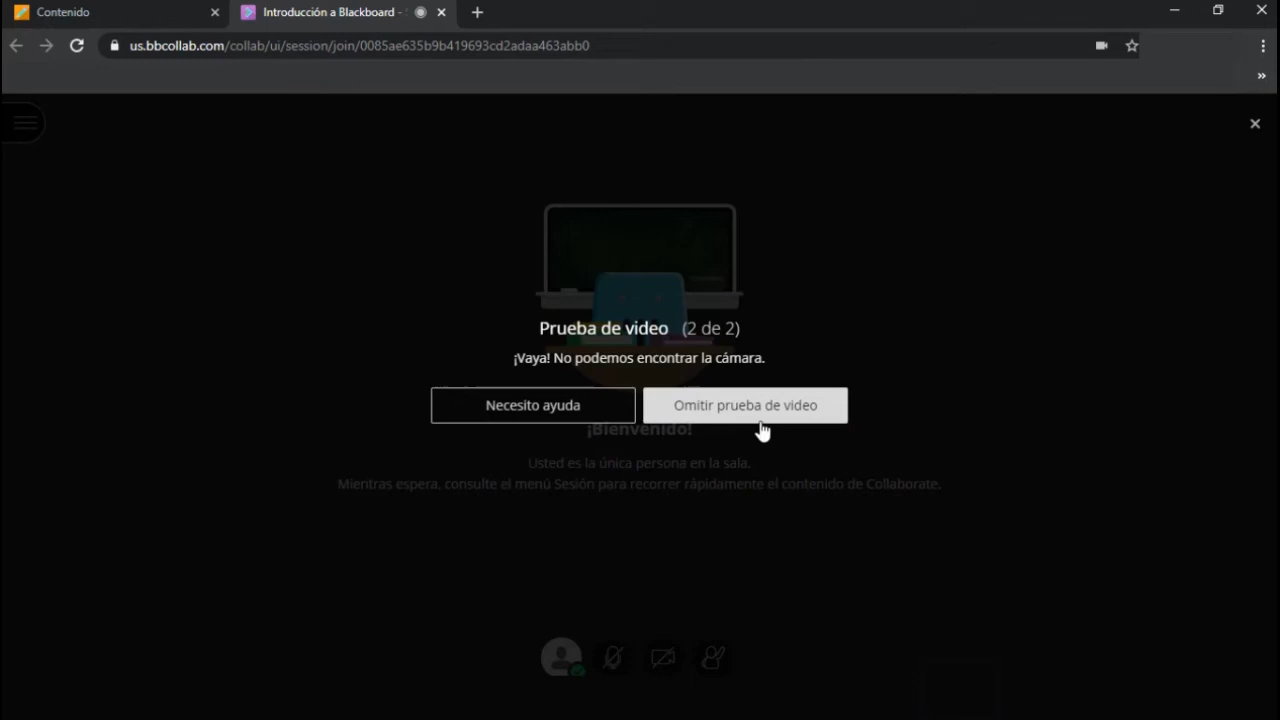 Contenido
Introducción a Blackboard -
us.bbcollab.com/collab/ui/session/join/0085ae635b9b419693cd2adaa463abb0
Prueba de video (2 de 2)
¡Vaya! No podemos encontrar la cámara.
Necesito ayuda
Omitir prueba de video
¡Bienvenido!
Usted es la única persona en la sala.
Mientras espera, consulte el menú Sesión para recorrer rápidamente el contenido de Collaborate.